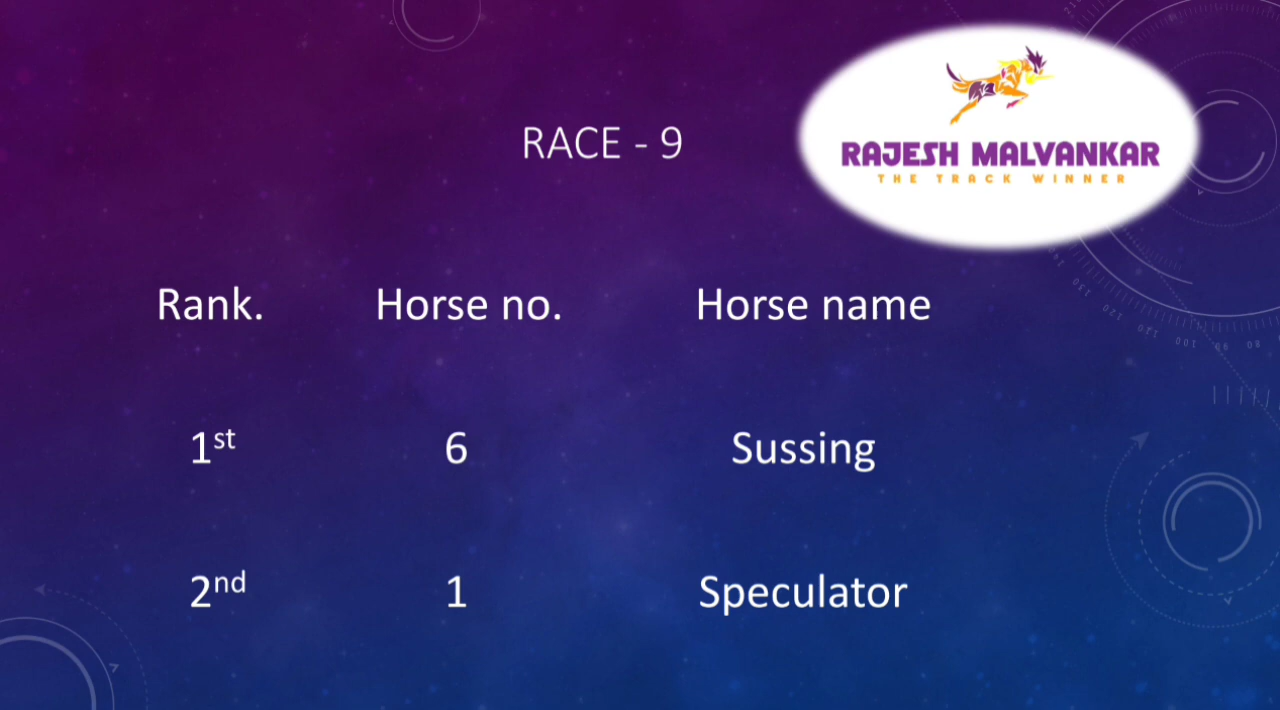 RACE - 9
RAJESH MALVANKAR
THE TRACK WINNER
Rank. Horse no. Horse name
1st 6 Sussing
2nd 1 Speculator